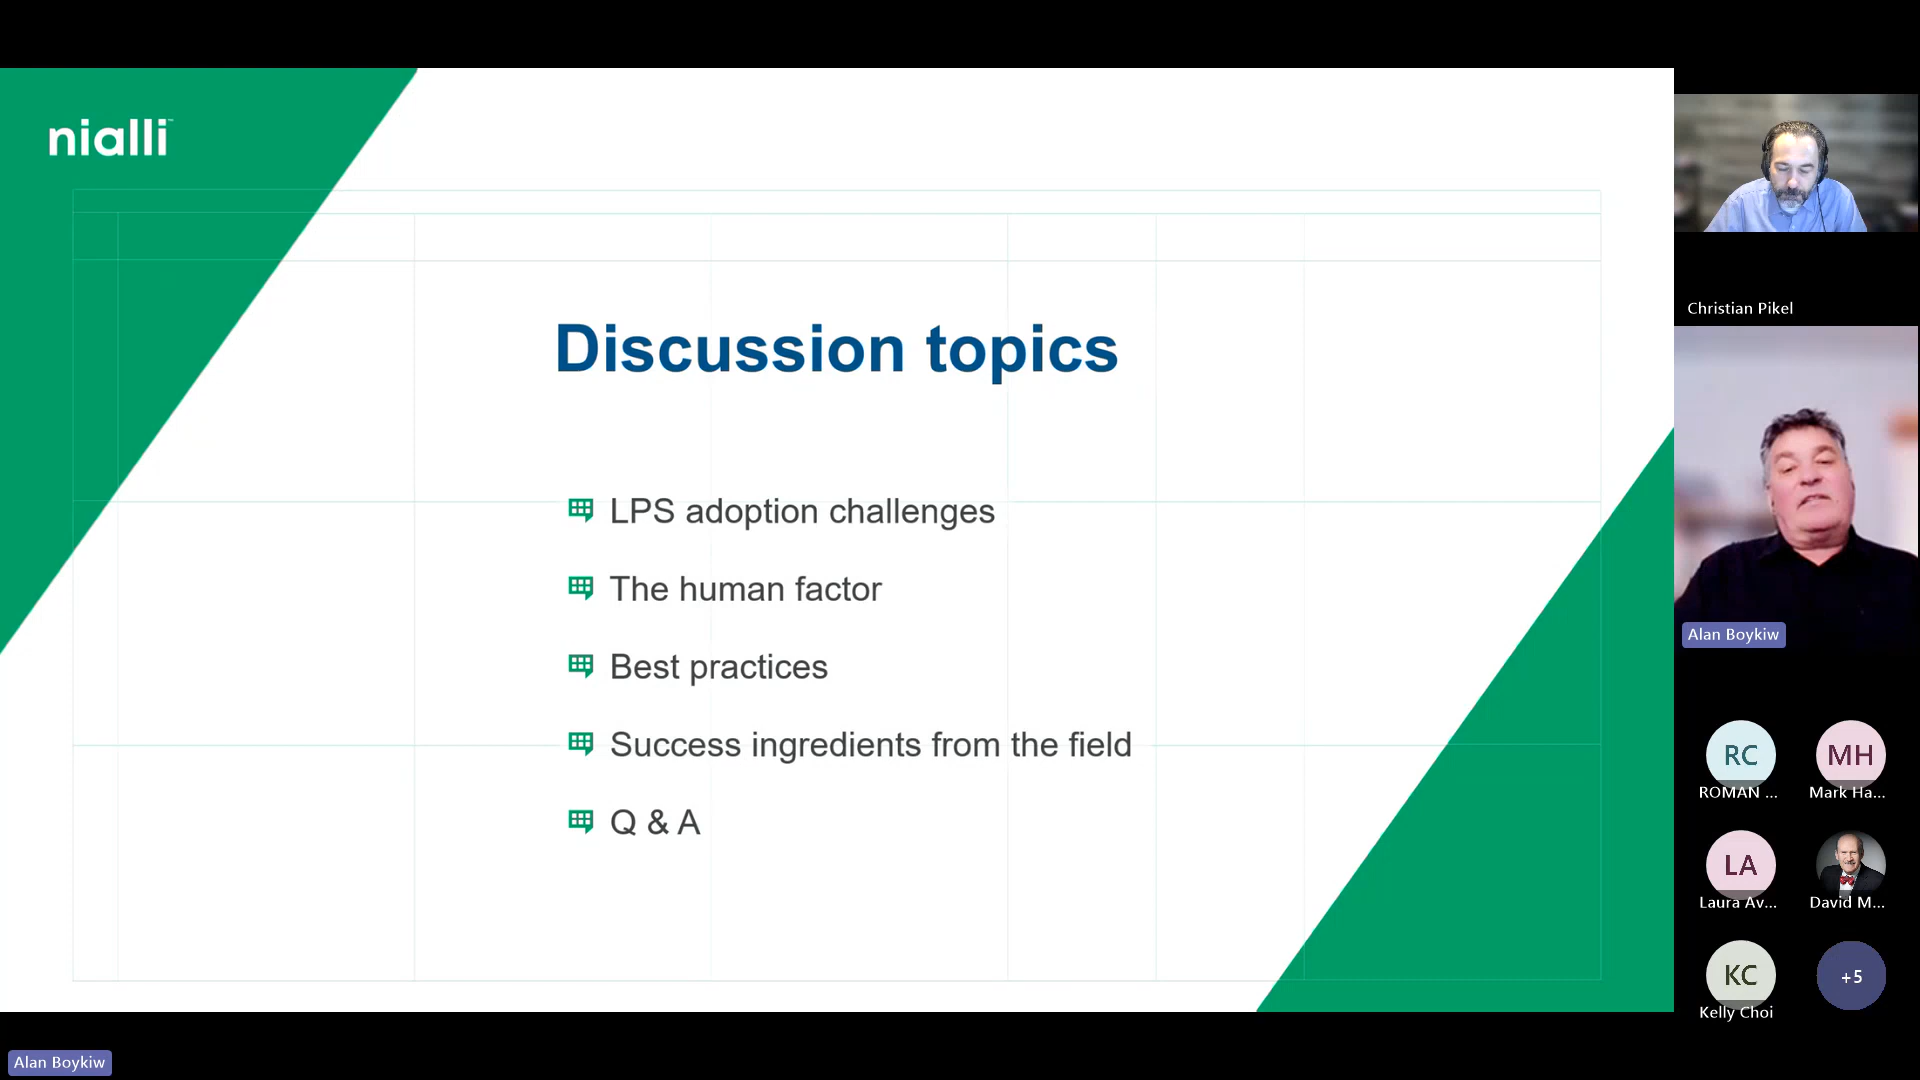 nialli™
Discussion topics
LPS adoption challenges
The human factor
Best practices
Success ingredients from the field
Q & A
Christian Pikel
Alan Boykiw
RC
MH
ROMAN ...
Mark Ha...
LA
Laura Av...
David M...
KC
+5
Kelly Choi
Alan Boykiw